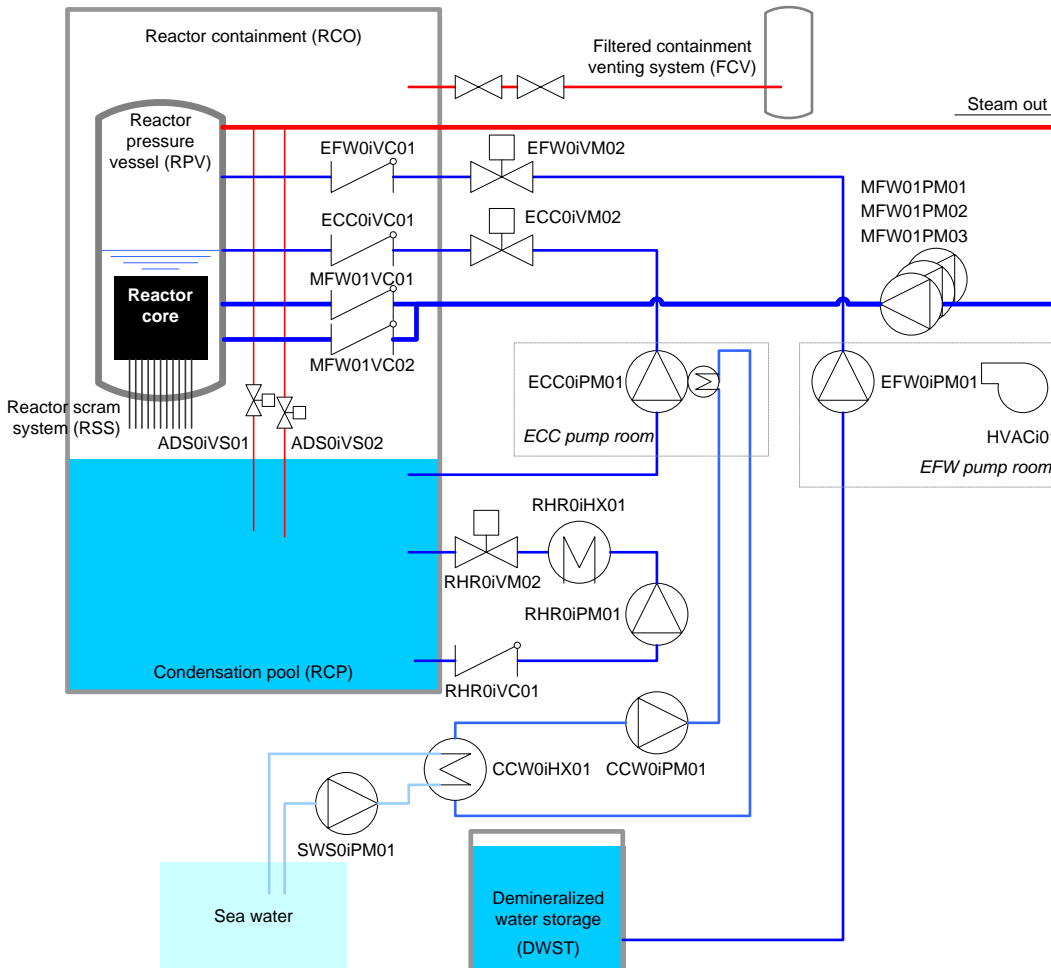 Reactor containment (RCO)
Filtered containment
venting system (FCV)
Steam out
Reactor
pressure
vessel (RPV)
EFW0iVC01
EFW0iVM02
MFW01PM01
MFW01PM02
MFW01PM03
ECC0iVC01
ECC0iVM02
MFW01VC01
Reactor
core
MFW01VC02
ECC0iPM01
EFW0iPM01
Reactor scram
system (RSS)
ADS0iVS01
ADS0iVS02
ECC pump room
HVACi01
EFW pump room
RHR0iHX01
RHR0iVM02
RHR0iPM01
Condensation pool (RCP)
RHR0iVC01
CCW0iHX01
CCW0iPM01
SWS0iPM01
Sea water
Demineralized
water storage
(DWST)